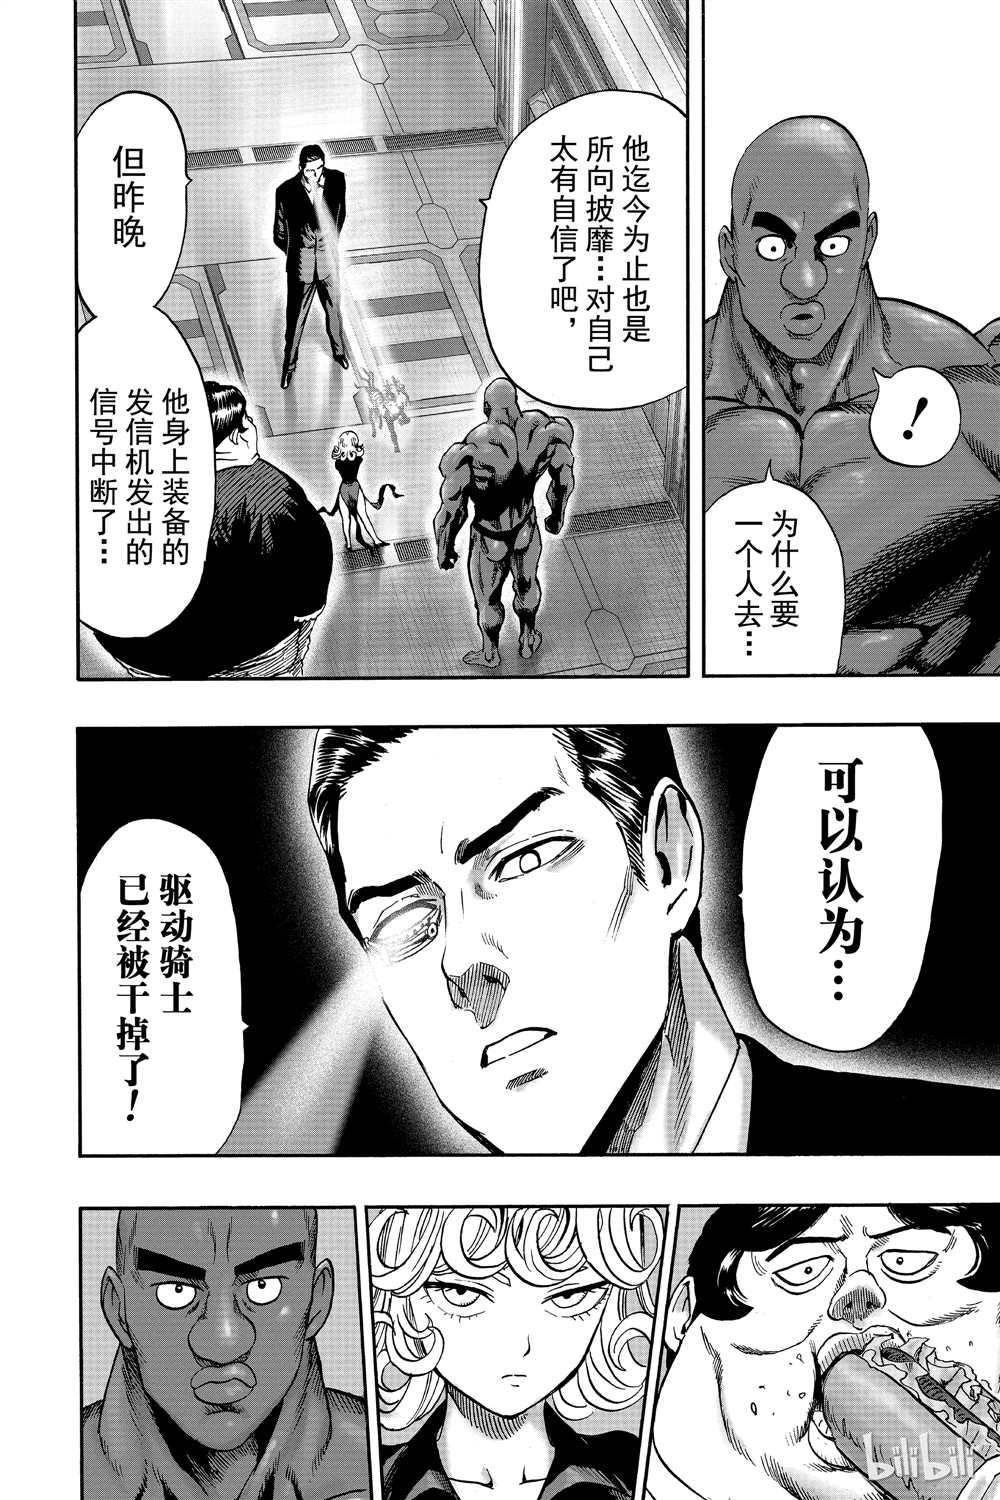 ！
为什么要
一个人去…
他迄今为止也是
所向披靡…对自己
太有自信了吧，
但昨晚
他身上装备的
发信机发出的
信号中断了…
可以认为…
驱动骑士
已经被干掉了！
bilibili